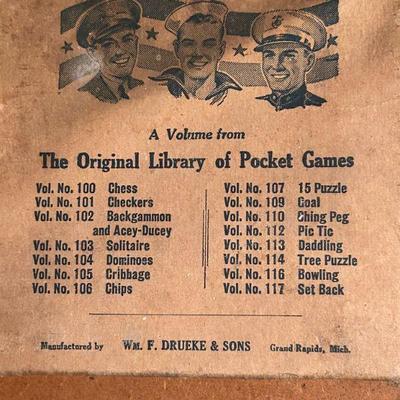 A Volume from
The Original Library of Pocket Games
Vol. No. 100 Chess
Vol. No. 101 Checkers
Vol. No. 102 Backgammon
and Acey-Ducey
Vol. No. 103 Solitaire
Vol. No. 104 Dominoes
Vol. No. 105 Cribbage
Vol. No. 106 Chips
Vol. No. 107 15 Puzzle
Vol. No. 109 Goal
Vol. No. 110 Ching Peg
Vol. No. 112 Pic Tic
Vol. No. 113 Daddling
Vol. No. 114 Tree Puzzle
Vol. No. 116 Bowling
Vol. No. 117 Set Back
Manufactured by WM. F. DRUEKE & SONS Grand Rapids, Mich.